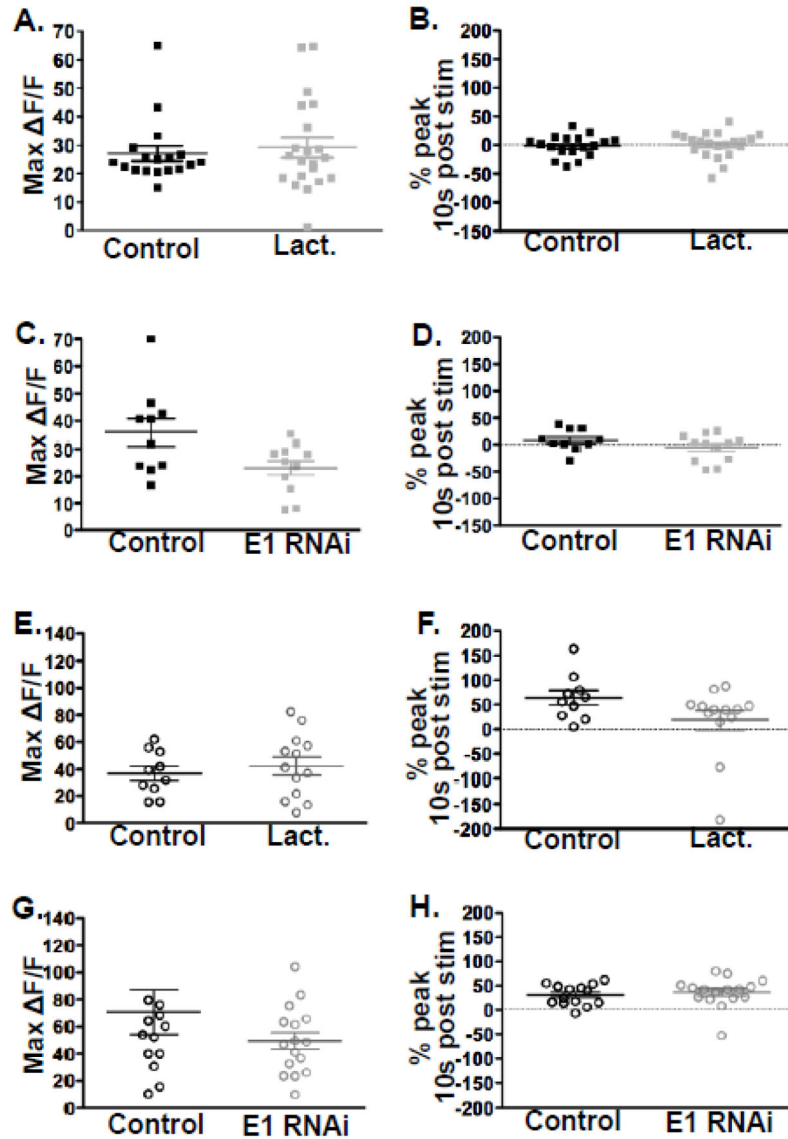 A.
Max ΔF/F
70
60
50
40
30
20
10
0
Control Lact.
B.
% peak
10s post stim
200
150
100
50
0
-50
-100
-150
Control Lact.
C.
Max ΔF/F
70
60
50
40
30
20
10
0
Control E1 RNAi
D.
% peak
10s post stim
200
150
100
50
0
-50
-100
-150
Control E1 RNAi
E.
Max ΔF/F
140
120
100
80
60
40
20
0
Control Lact.
F.
% peak
10s post stim
200
150
100
50
0
-50
-100
-150
-200
Control Lact.
G.
Max ΔF/F
140
120
100
80
60
40
20
0
Control E1 RNAi
H.
% peak
10s post stim
200
150
100
50
0
-50
-100
-150
-200
Control E1 RNAi